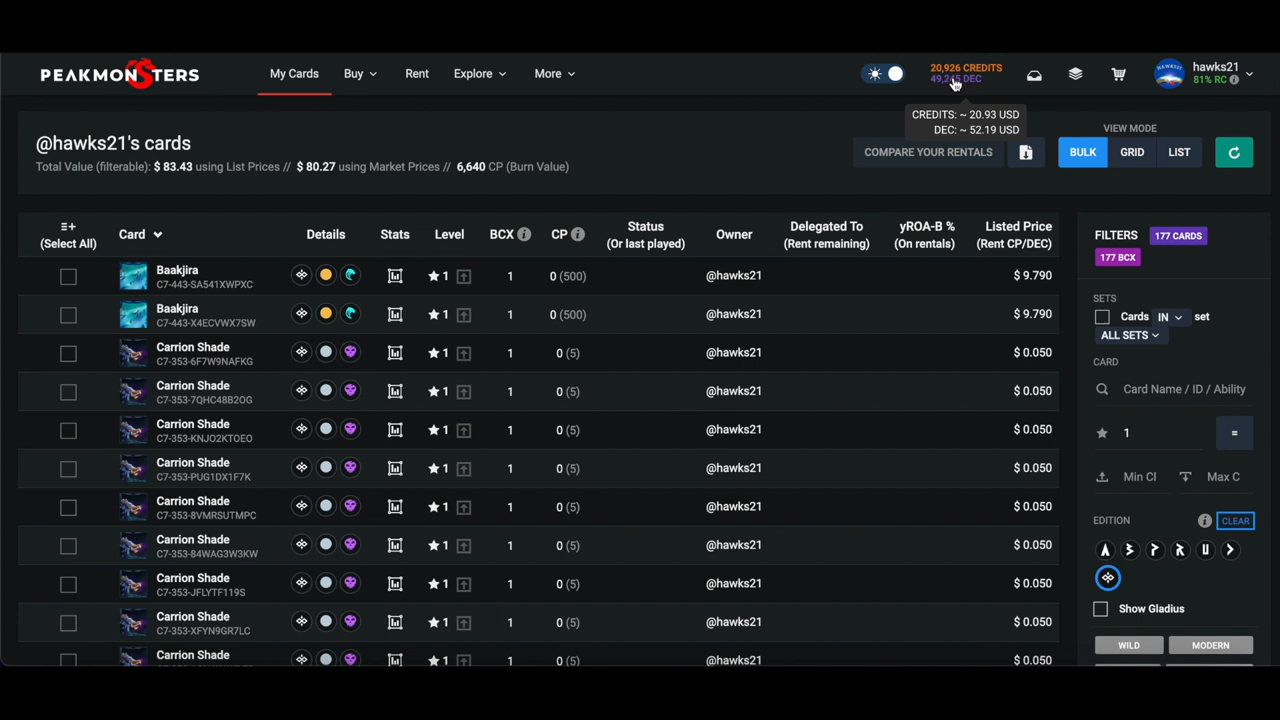 PEAKMONSTERS
My Cards
Buy
Rent
Explore
More
20,926 CREDITS
49,245 DEC
hawks21
81% RC
CREDITS: ~ 20.93 USD
DEC: ~ 52.19 USD
@hawks21's cards
Total Value (filterable): $ 83.43 using List Prices // $ 80.27 using Market Prices // 6,640 CP (Burn Value)
COMPARE YOUR RENTALS
VIEW MODE
BULK
GRID
LIST
(Select All)
Card
Details
Stats
Level
BCX
CP
Status
(Or last played)
Owner
Delegated To
(Rent remaining)
yROA-B %
(On rentals)
Listed Price
(Rent CP/DEC)
Baakjira
C7-443-SA541XWPXC
1 1 0 (500) @hawks21 $ 9.790
Baakjira
C7-443-X4ECVWX7SW
1 1 0 (500) @hawks21 $ 9.790
Carrion Shade
C7-353-6F7W9NAFKG
1 1 0 (5) @hawks21 $ 0.050
Carrion Shade
C7-353-7QHC48B2OG
1 1 0 (5) @hawks21 $ 0.050
Carrion Shade
C7-353-KNJO2KTOEO
1 1 0 (5) @hawks21 $ 0.050
Carrion Shade
C7-353-PUG1DX1F7K
1 1 0 (5) @hawks21 $ 0.050
Carrion Shade
C7-353-8VMRSUTMPC
1 1 0 (5) @hawks21 $ 0.050
Carrion Shade
C7-353-84WAG3W3KW
1 1 0 (5) @hawks21 $ 0.050
Carrion Shade
C7-353-JFLYTF119S
1 1 0 (5) @hawks21 $ 0.050
Carrion Shade
C7-353-XFYN9GR7LC
1 1 0 (5) @hawks21 $ 0.050
Carrion Shade
1 1 0 (5) @hawks21 $ 0.050
FILTERS
177 CARDS
177 BCX
SETS
Cards IN set
ALL SETS
CARD
Card Name / ID / Ability
1
=
Min CI
Max C
EDITION
CLEAR
Show Gladius
WILD
MODERN